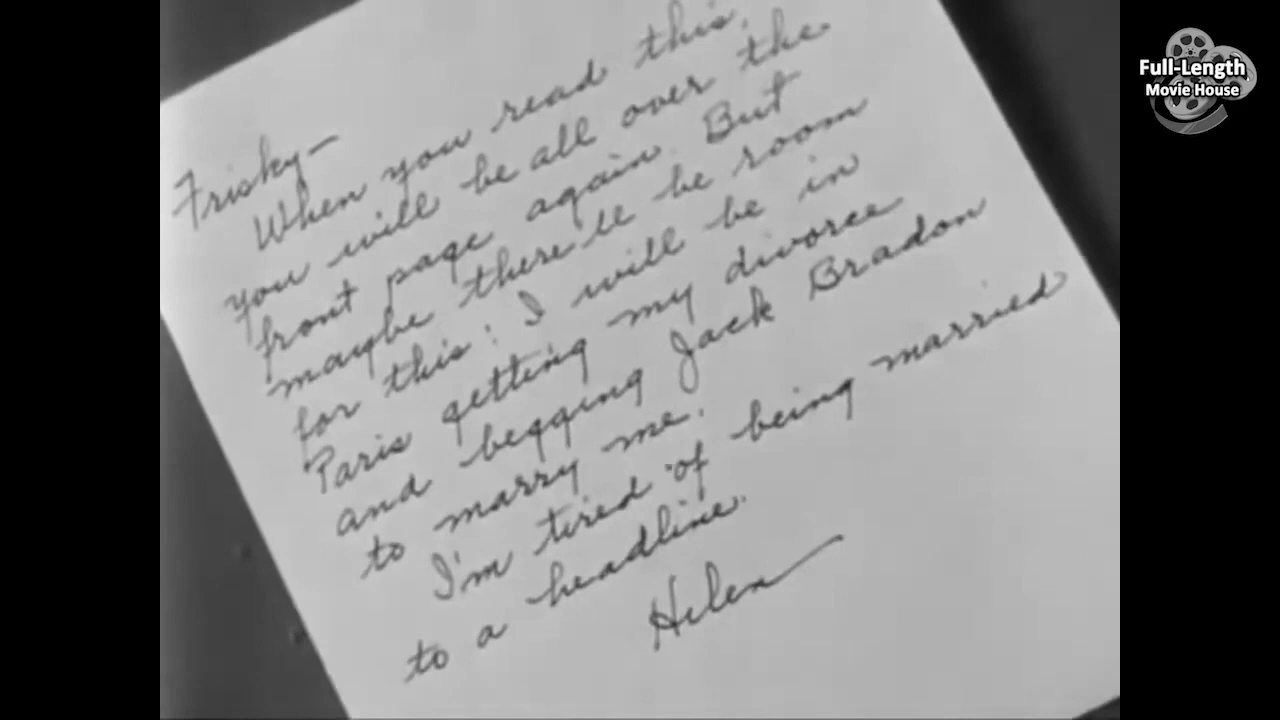 Frisky—
When you read this,
you will be all over the
front page again. But
maybe there'll be room
for this: I will be in
Paris getting my divorce
and begging Jack Bradon
to marry me.
I'm tired of being married
to a headline.
Helen
Full-Length
Movie House